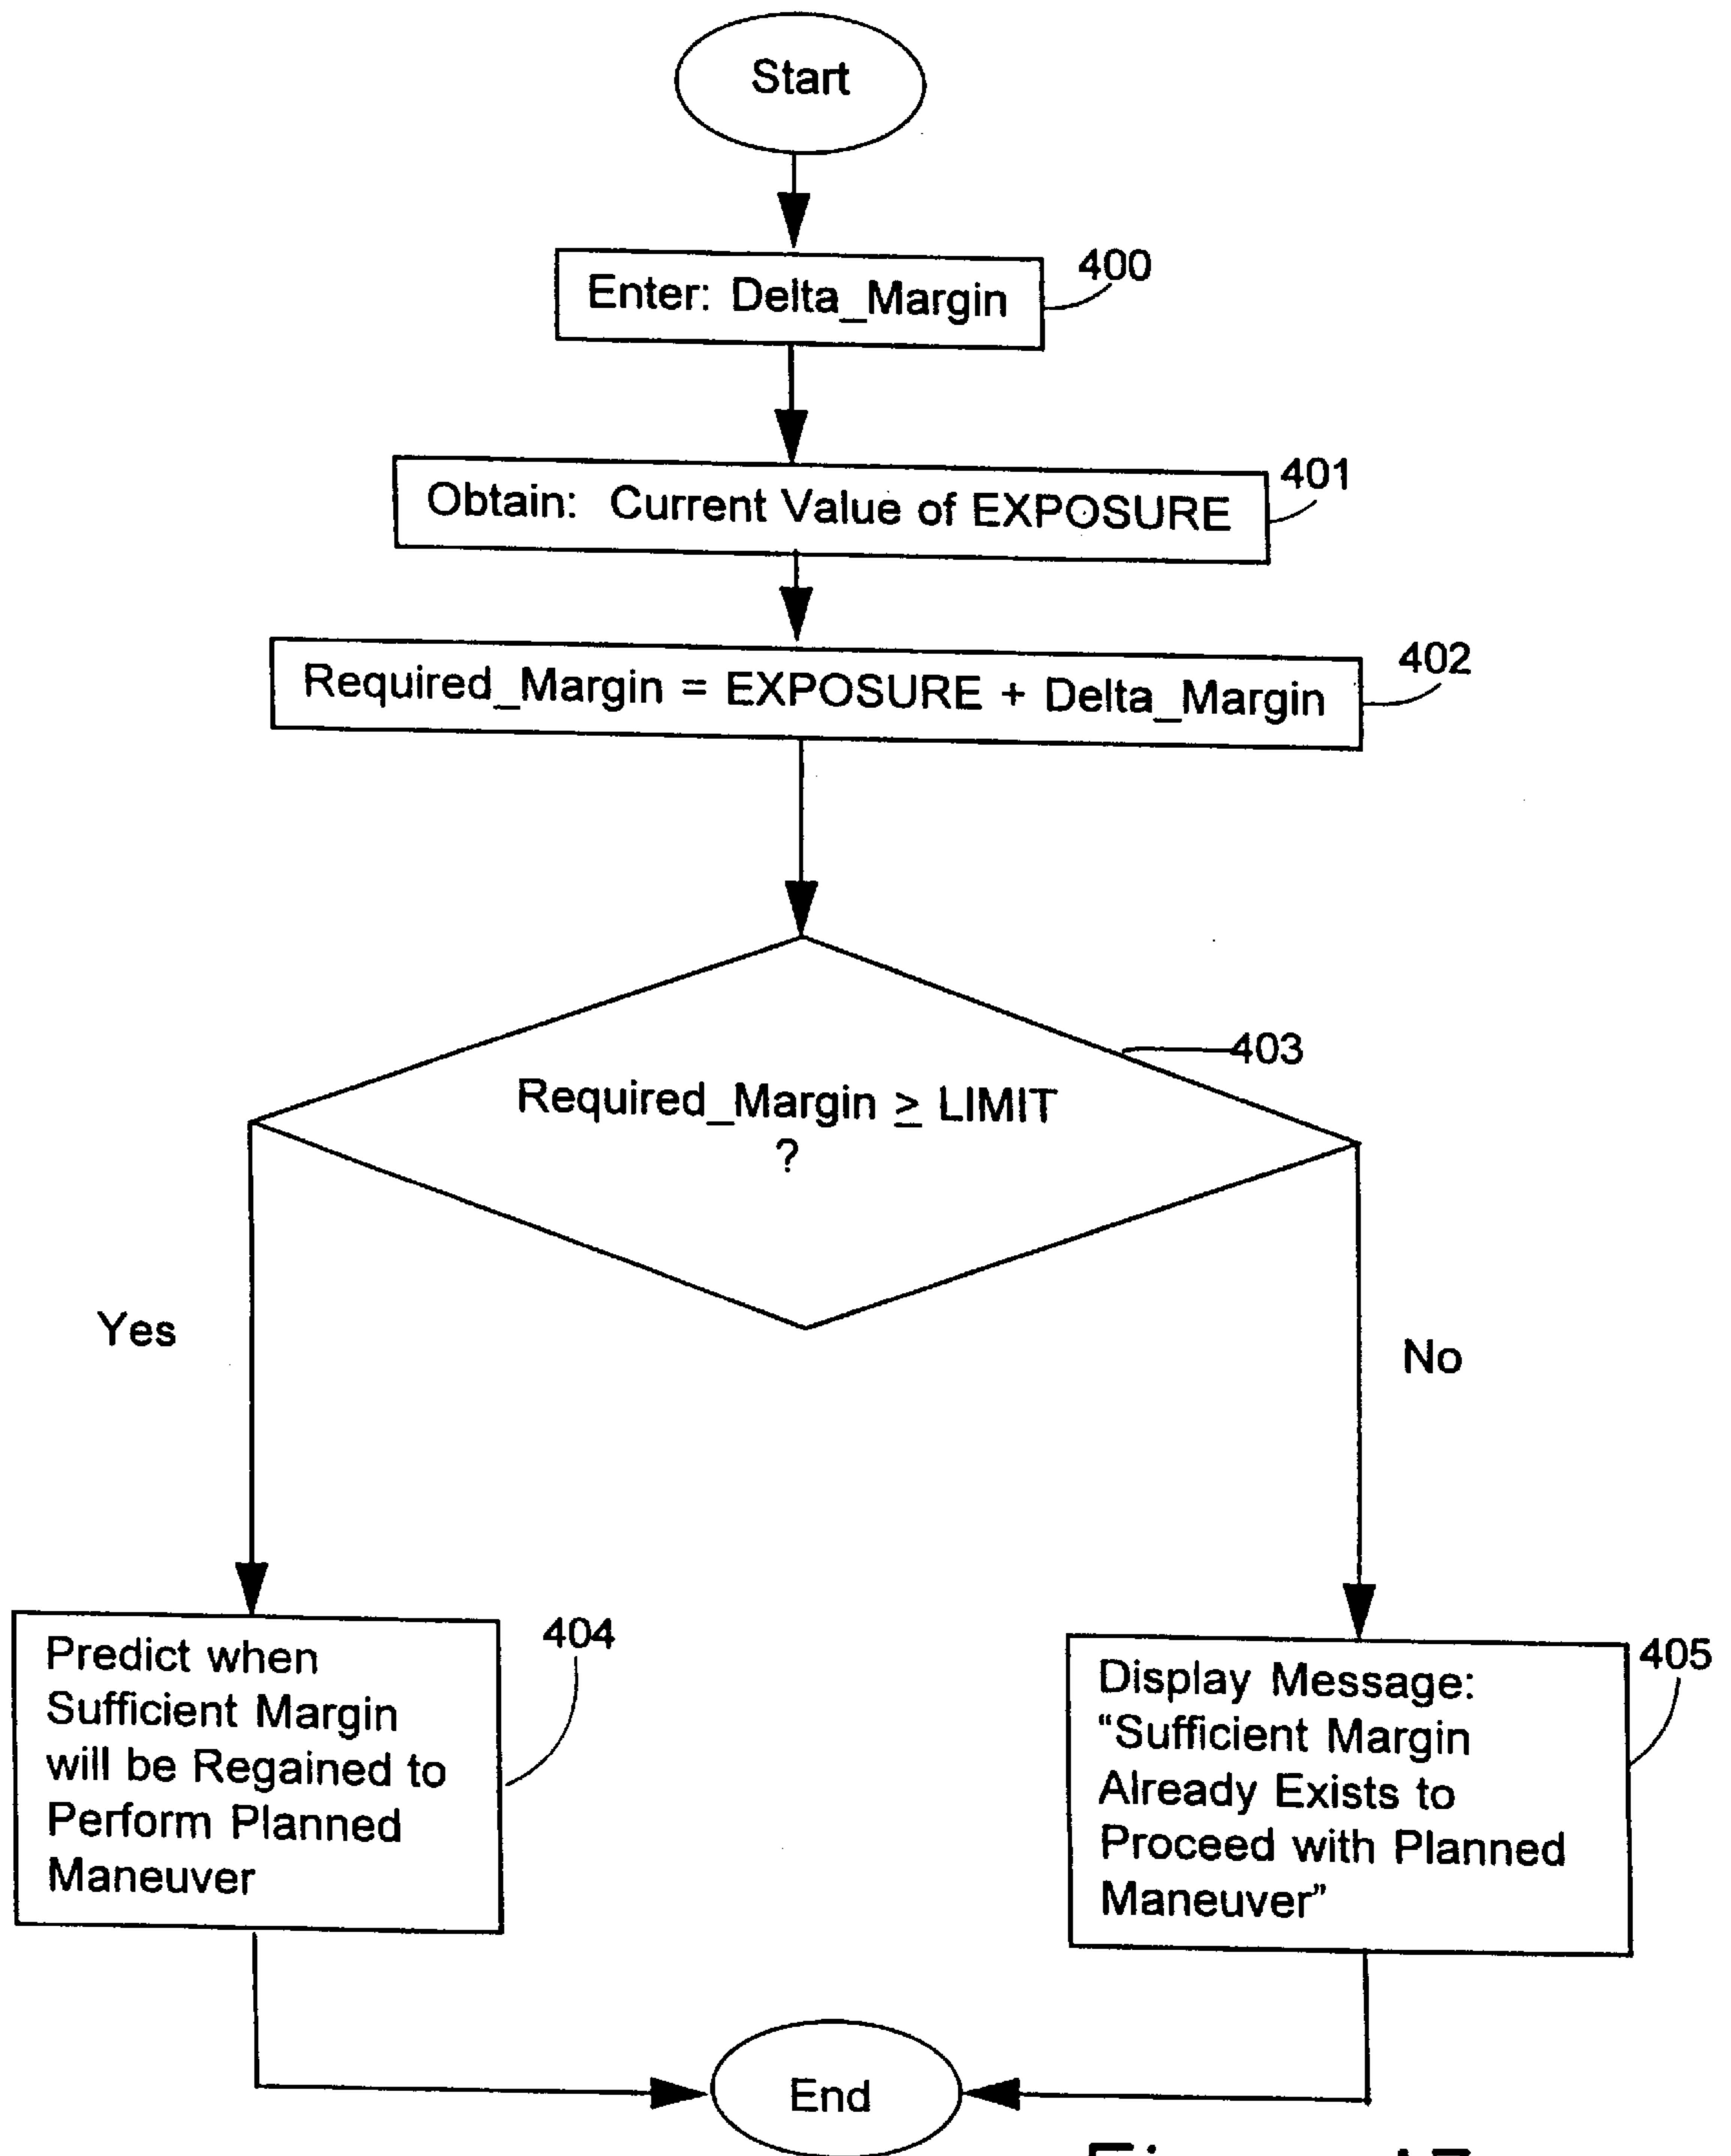 Start
Enter: Delta_Margin
400
Obtain: Current Value of EXPOSURE
401
Required_Margin = EXPOSURE + Delta_Margin
402
403
Required_Margin ≥ LIMIT
?
Yes
No
Predict when
Sufficient Margin
will be Regained to
Perform Planned
Maneuver
404
Display Message:
“Sufficient Margin
Already Exists to
Proceed with Planned
Maneuver”
405
End